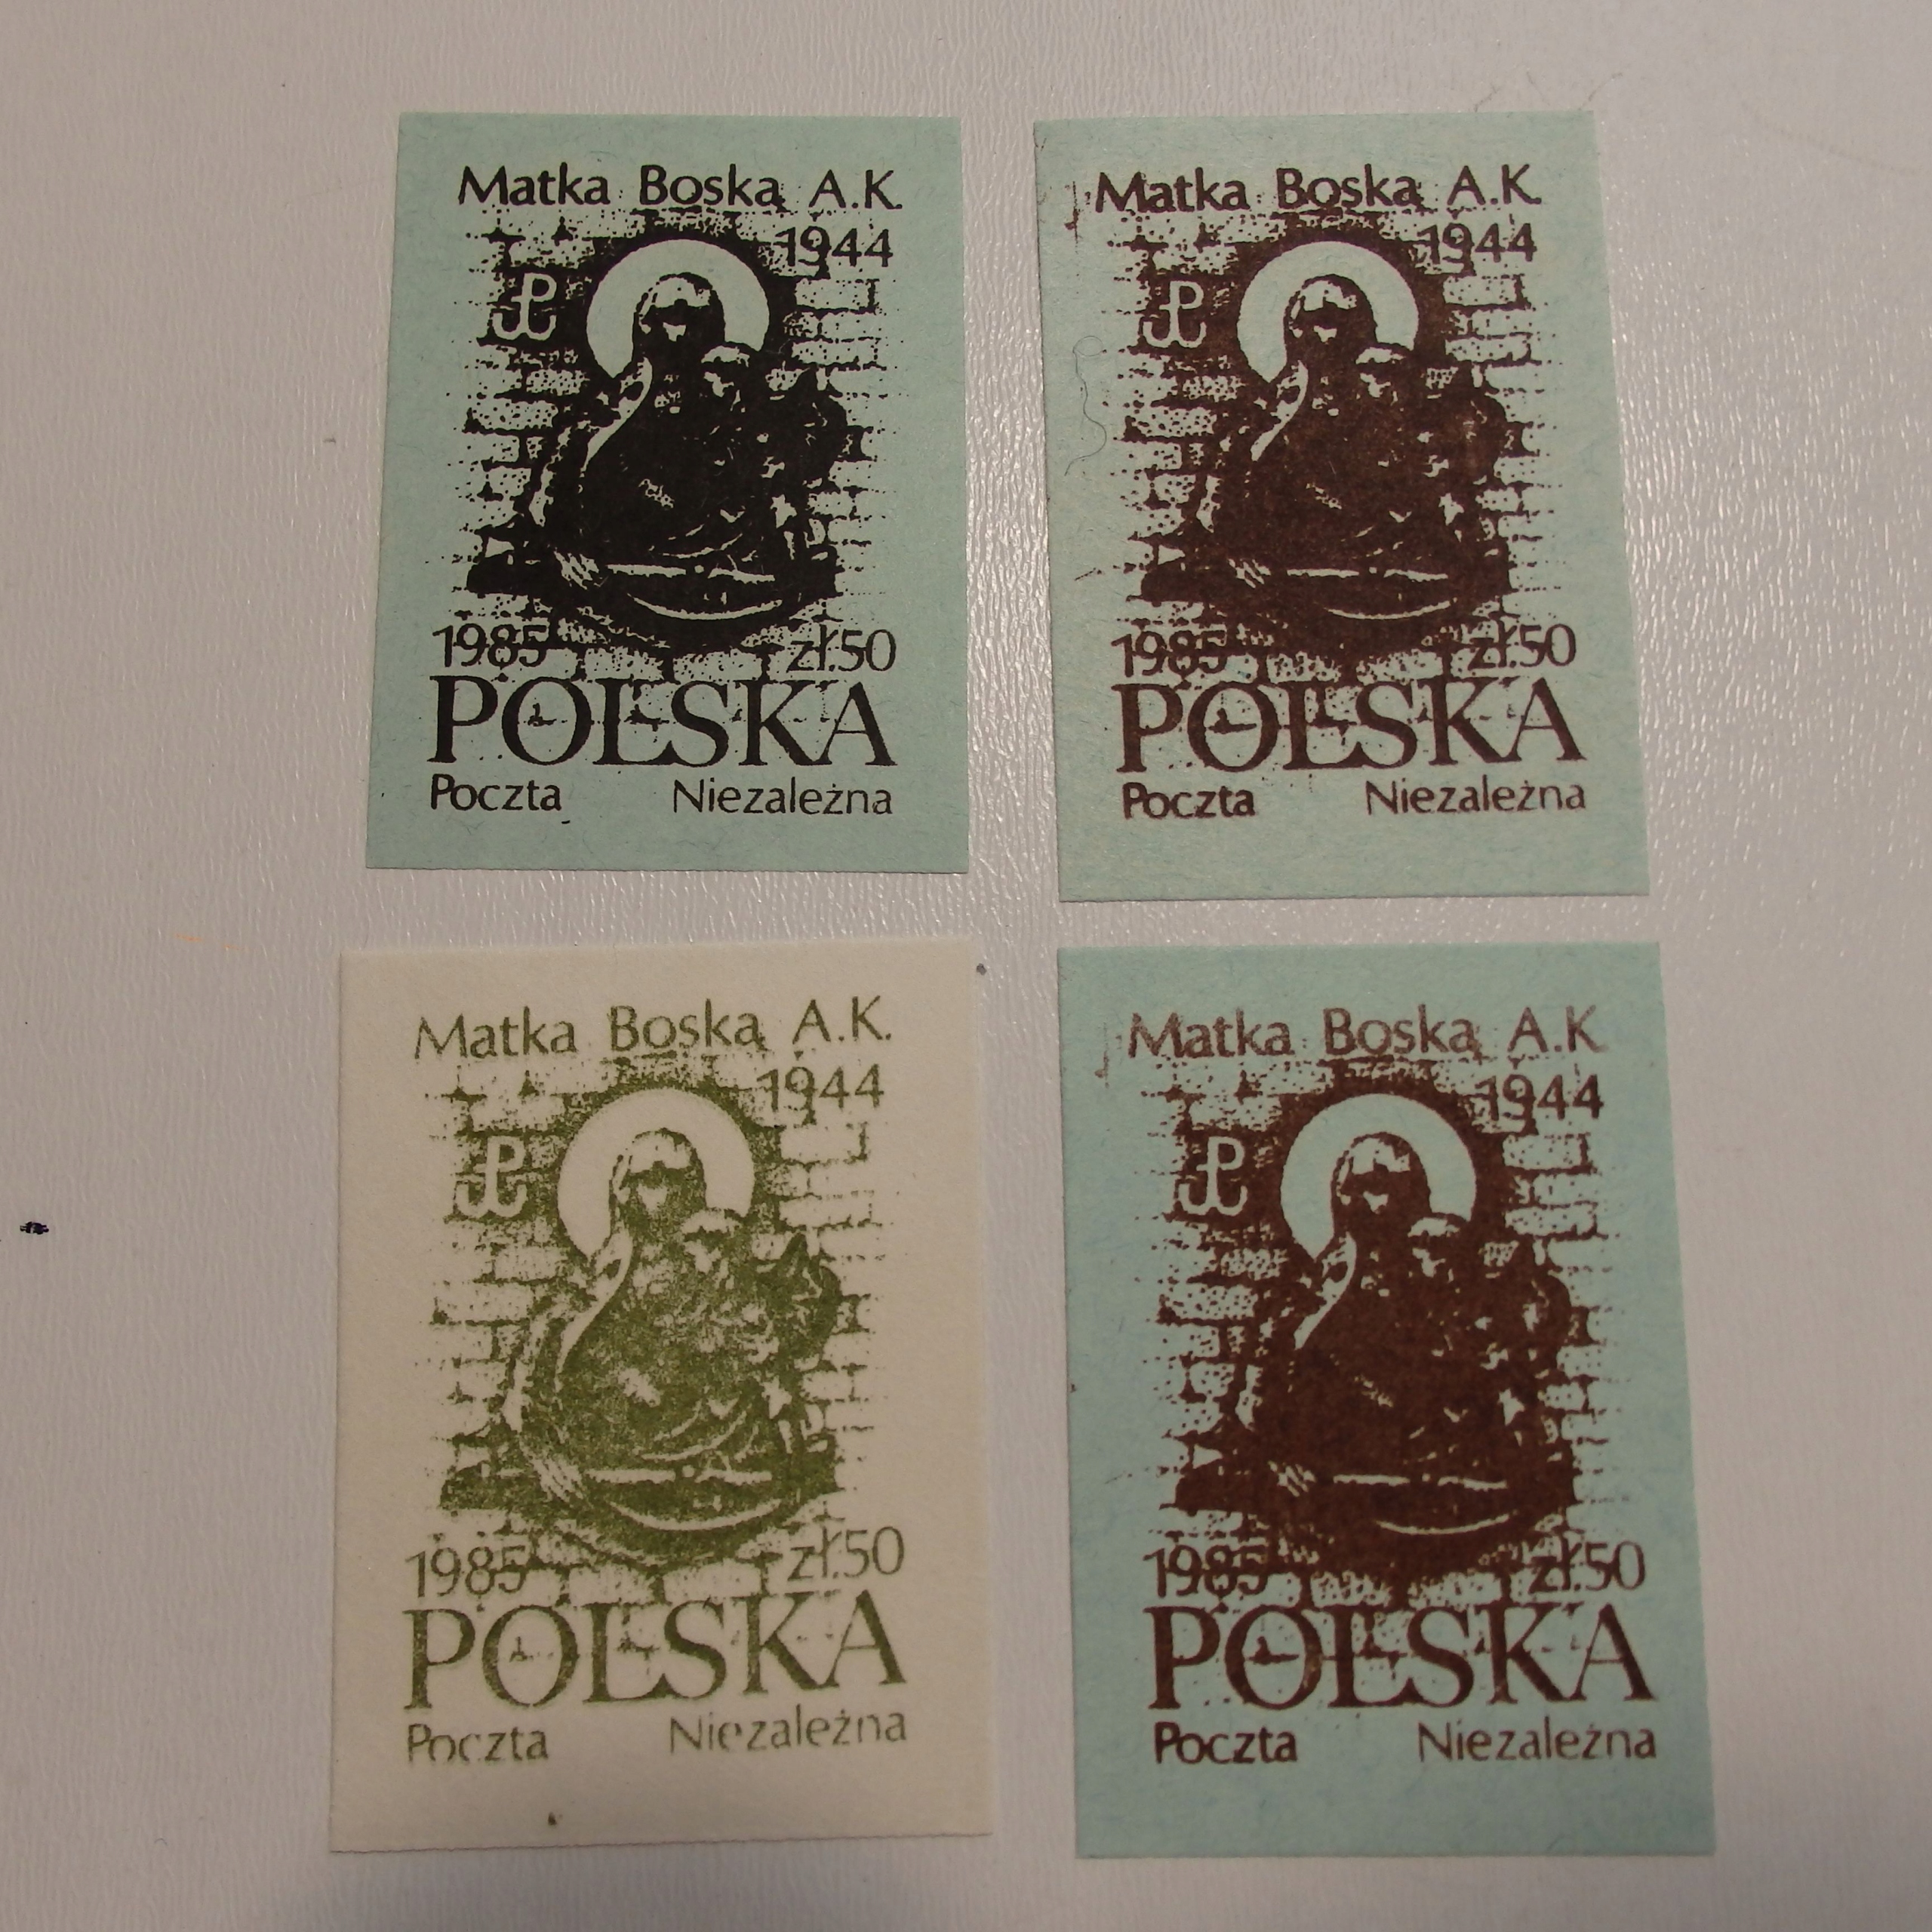 Matka Boska A.K.
1944
1985 zł.50
POLSKA
Poczta Niezależna
Matka Boska A.K.
1944
1985 zł.50
POLSKA
Poczta Niezależna
Matka Boska A.K.
1944
1985 zł.50
POLSKA
Poczta Niezależna
Matka Boska A.K
1944
1985 zł.50
POLSKA
Poczta Niezależna